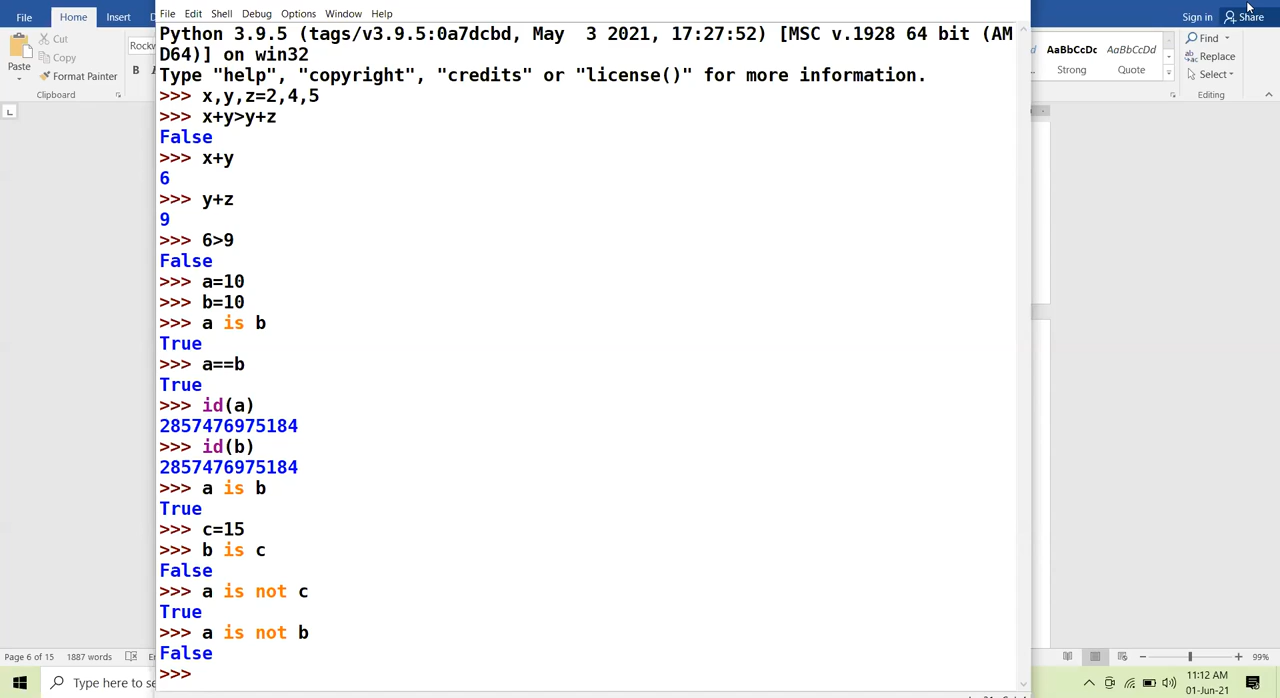 File Edit Shell Debug Options Window Help
File Home Insert
Sign in Share
Python 3.9.5 (tags/v3.9.5:0a7dcbd, May  3 2021, 17:27:52) [MSC v.1928 64 bit (AM
D64)] on win32
Type "help", "copyright", "credits" or "license()" for more information.
>>> x,y,z=2,4,5
>>> x+y>y+z
False
>>> x+y
6
>>> y+z
9
>>> 6>9
False
>>> a=10
>>> b=10
>>> a is b
True
>>> a==b
True
>>> id(a)
2857476975184
>>> id(b)
2857476975184
>>> a is b
True
>>> c=15
>>> b is c
False
>>> a is not c
True
>>> a is not b
False
>>>
Paste
Cut
Copy
Format Painter
Clipboard
Rockw
B
AaBbCcDc AaBbCcDd
Strong Quote
Find
Replace
Select
Editing
Page 6 of 15 1887 words
99%
Type here to se
11:12 AM
01-Jun-21